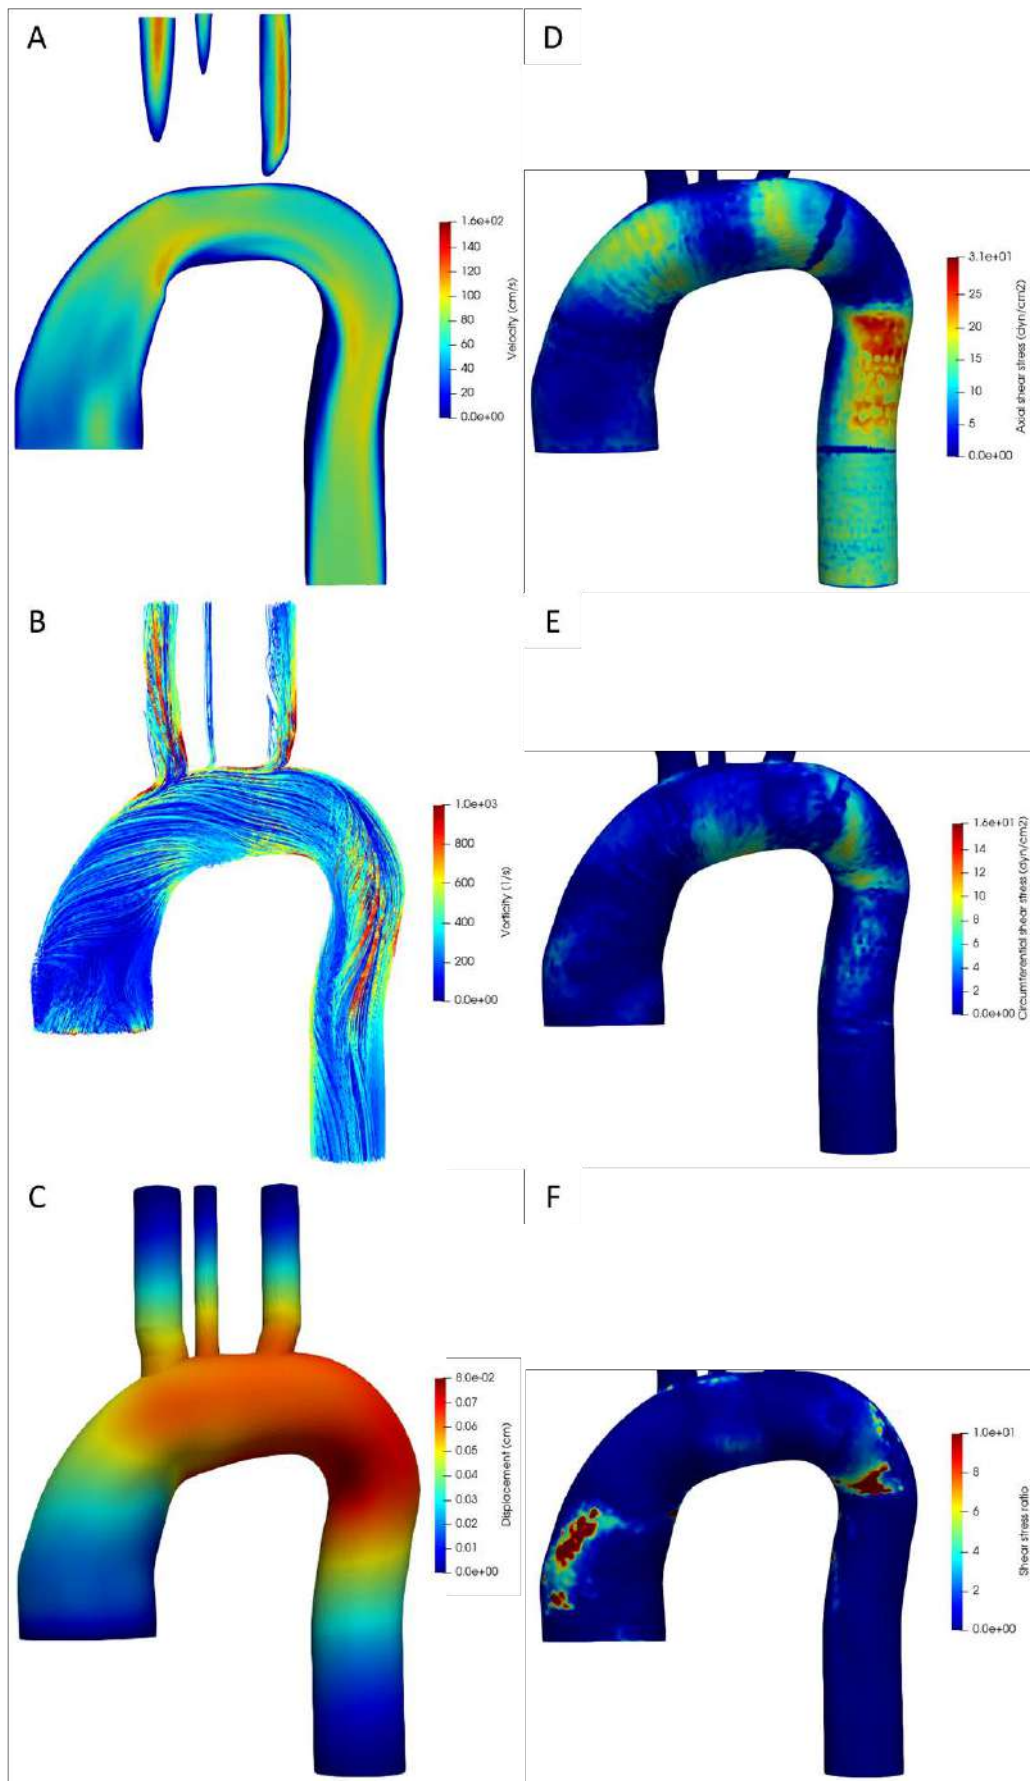 A
1.6e+02
140
120
100
80
60
40
20
0.0e+00
Velocity (cm/s)
D
3.1e+01
25
20
15
10
5
0.0e+00
Axial shear stress (dyn/cm2)
B
1.0e+03
800
600
400
200
0.0e+00
Vorticity (1/s)
E
1.6e+01
14
12
10
8
6
4
2
0.0e+00
Circumferential shear stress (dyn/cm2)
C
8.0e-02
0.07
0.06
0.05
0.04
0.03
0.02
0.01
0.0e+00
Displacement (cm)
F
1.0e+01
8
6
4
2
0.0e+00
Shear stress ratio